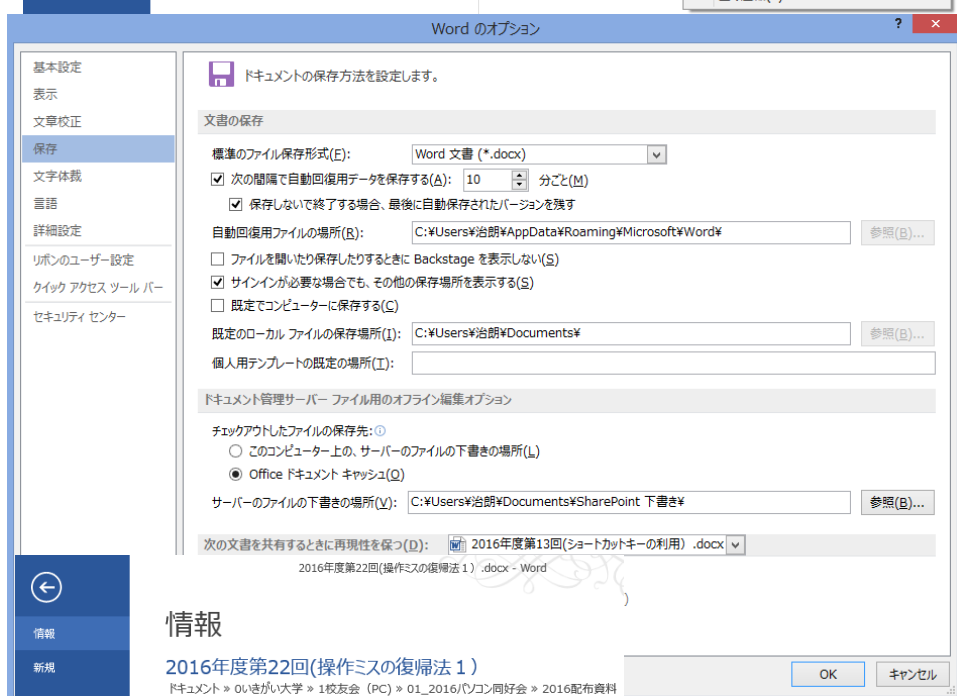 Word のオプション
? ×
基本設定
表示
文章校正
保存
文字体裁
言語
詳細設定
リボンのユーザー設定
クイック アクセス ツール バー
セキュリティ センター
ドキュメントの保存方法を設定します。
文書の保存
標準のファイル保存形式(F): Word 文書 (*.docx)
次の間隔で自動回復用データを保存する(A): 10 分ごと(M)
保存しないで終了する場合、最後に自動保存されたバージョンを残す
自動回復用ファイルの場所(R): C:¥Users¥治朗¥AppData¥Roaming¥Microsoft¥Word¥ 参照(B)...
ファイルを開いたり保存したりするときに Backstage を表示しない(S)
サインインが必要な場合でも、その他の保存場所を表示する(S)
既定でコンピューターに保存する(C)
既定のローカル ファイルの保存場所(I): C:¥Users¥治朗¥Documents¥ 参照(B)...
個人用テンプレートの既定の場所(T):
ドキュメント管理サーバー ファイル用のオフライン編集オプション
チェックアウトしたファイルの保存先:
このコンピューター上の、サーバーのファイルの下書きの場所(L)
Office ドキュメント キャッシュ(O)
サーバーのファイルの下書きの場所(V): C:¥Users¥治朗¥Documents¥SharePoint 下書き¥ 参照(B)...
次の文書を共有するときに再現性を保つ(D): 2016年度第13回(ショートカットキーの利用）.docx
2016年度第22回(操作ミスの復帰法１）.docx - Word
情報
新規
情報
2016年度第22回(操作ミスの復帰法１）
ドキュメント » 0いきがい大学 » 1校友会（PC) » 01_2016パソコン同好会 » 2016配布資料
OK キャンセル